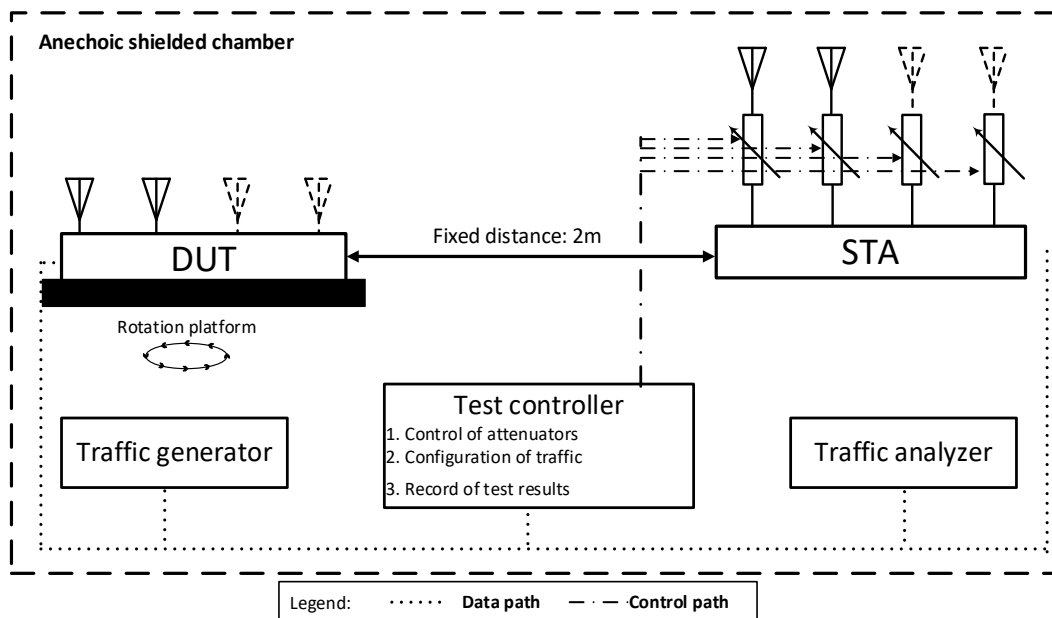 Anechoic shielded chamber
DUT
Fixed distance: 2m
STA
Rotation platform
Traffic generator
Test controller
1. Control of attenuators
2. Configuration of traffic
3. Record of test results
Traffic analyzer
Legend: Data path Control path